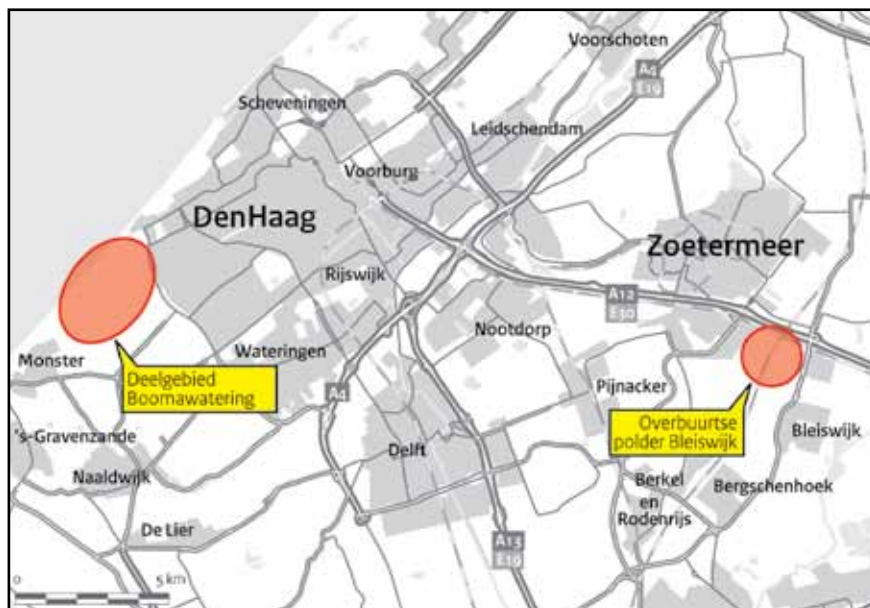 Voorschoten
A4
E19
Scheveningen
Leidschendam
Voorburg
DenHaag
Zoetermeer
Rijswijk
A12
E30
Nootdorp
Monster
Wateringen
Deelgebied
Boomawatering
A4
Pijnacker
Overbuurtse
polder Bleiswijk
Bleiswijk
's-Gravenzande
Delft
Naaldwijk
Berkel
en
Rodenrijs
Bergschenhoek
De Lier
A13
E19
0
5 km